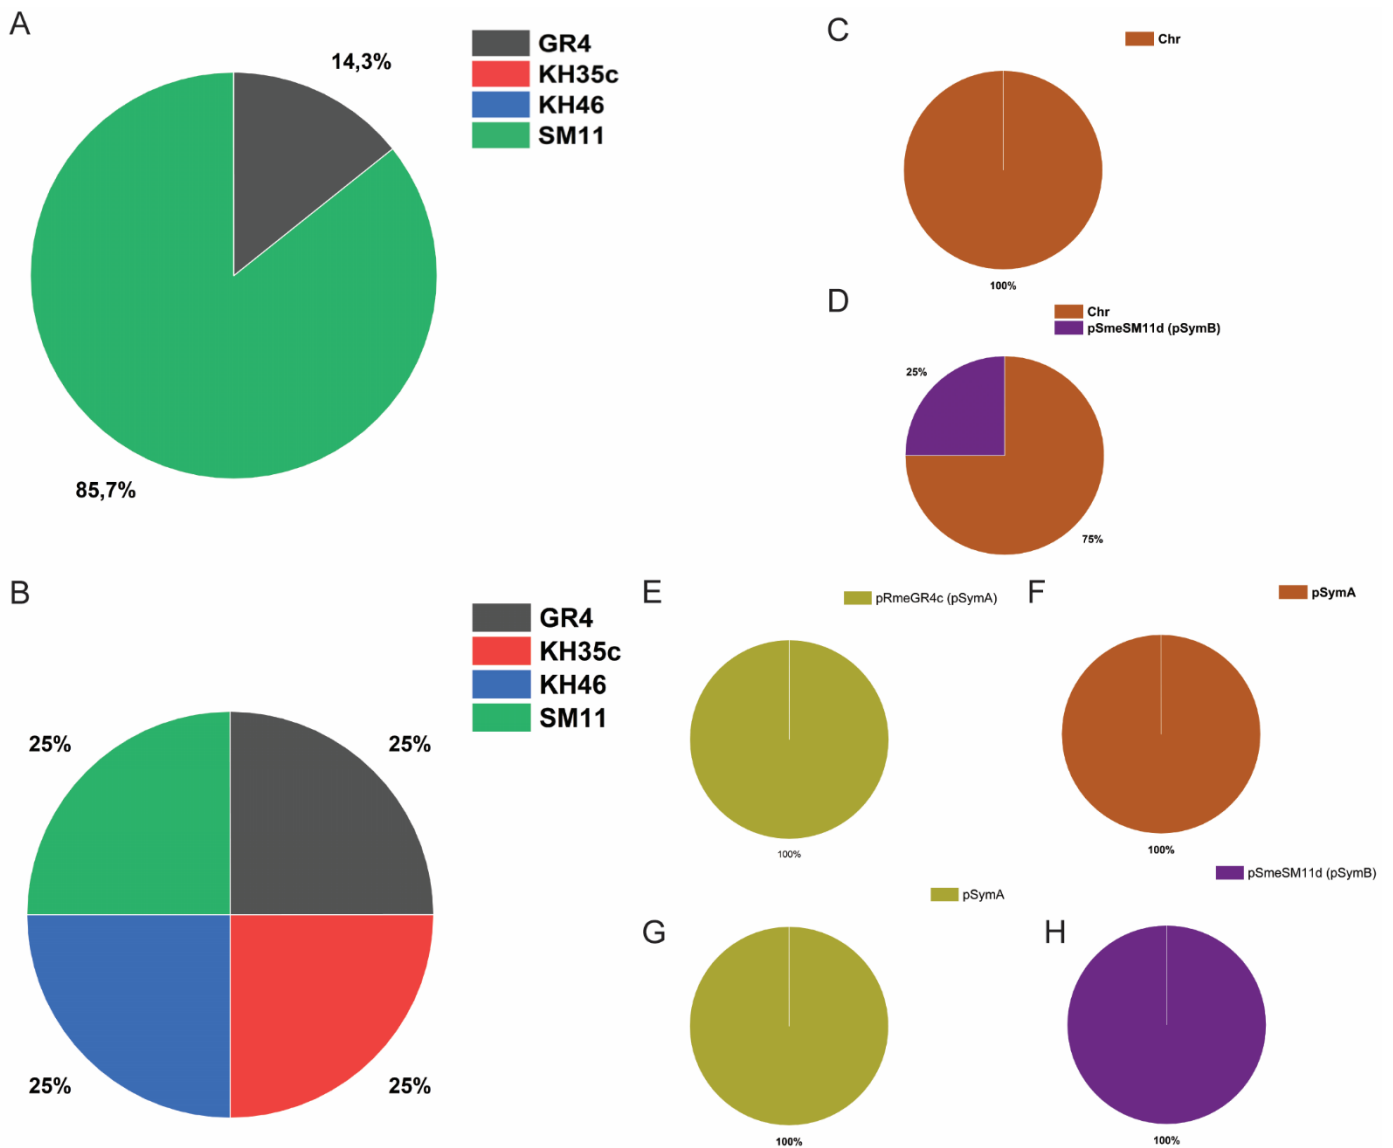 A
14,3%
GR4
KH35c
KH46
SM11
85,7%
C
Chr
100%
D
Chr
pSmeSM11d (pSymB)
25%
75%
B
GR4
KH35c
KH46
SM11
25%
25%
25%
25%
E
pRmeGR4c (pSymA)
100%
F
pSymA
100%
G
pSymA
100%
H
pSmeSM11d (pSymB)
100%